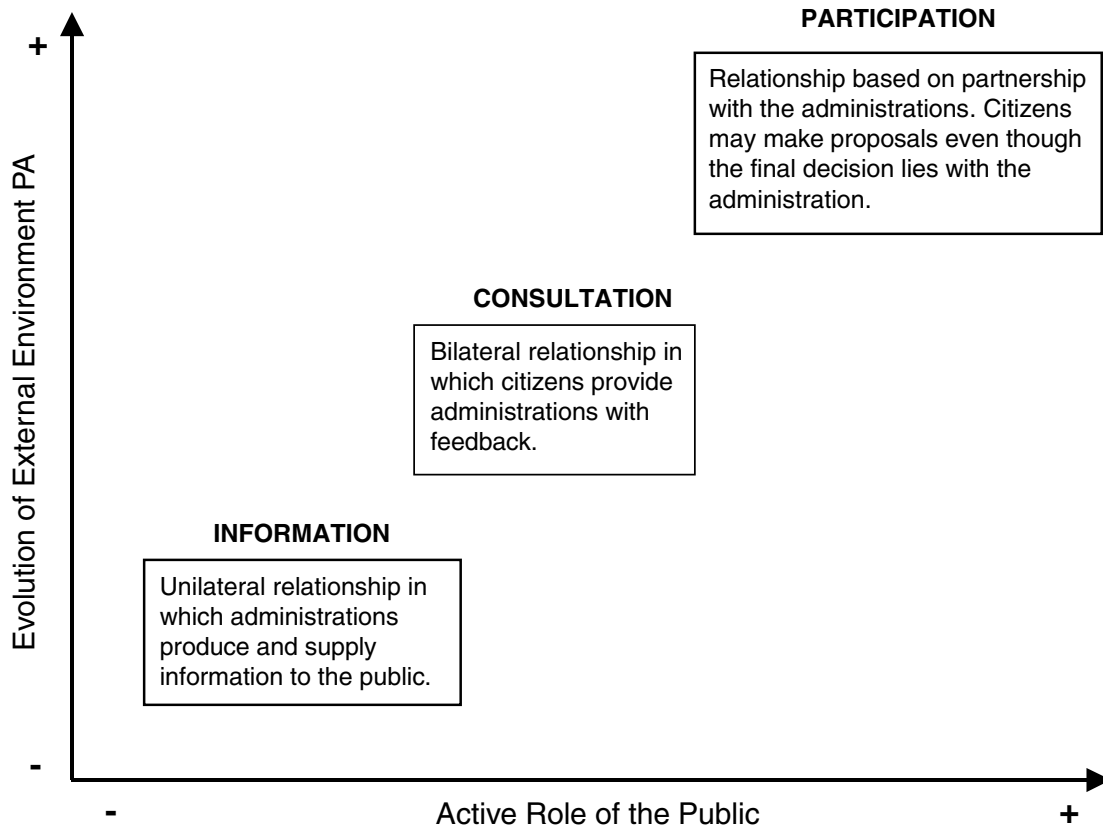 PARTICIPATION
+
Relationship based on partnership
with the administrations. Citizens
may make proposals even though
the final decision lies with the
administration.
Evolution of External Environment PA
CONSULTATION
Bilateral relationship in
which citizens provide
administrations with
feedback.
INFORMATION
Unilateral relationship in
which administrations
produce and supply
information to the public.
-
-
Active Role of the Public
+